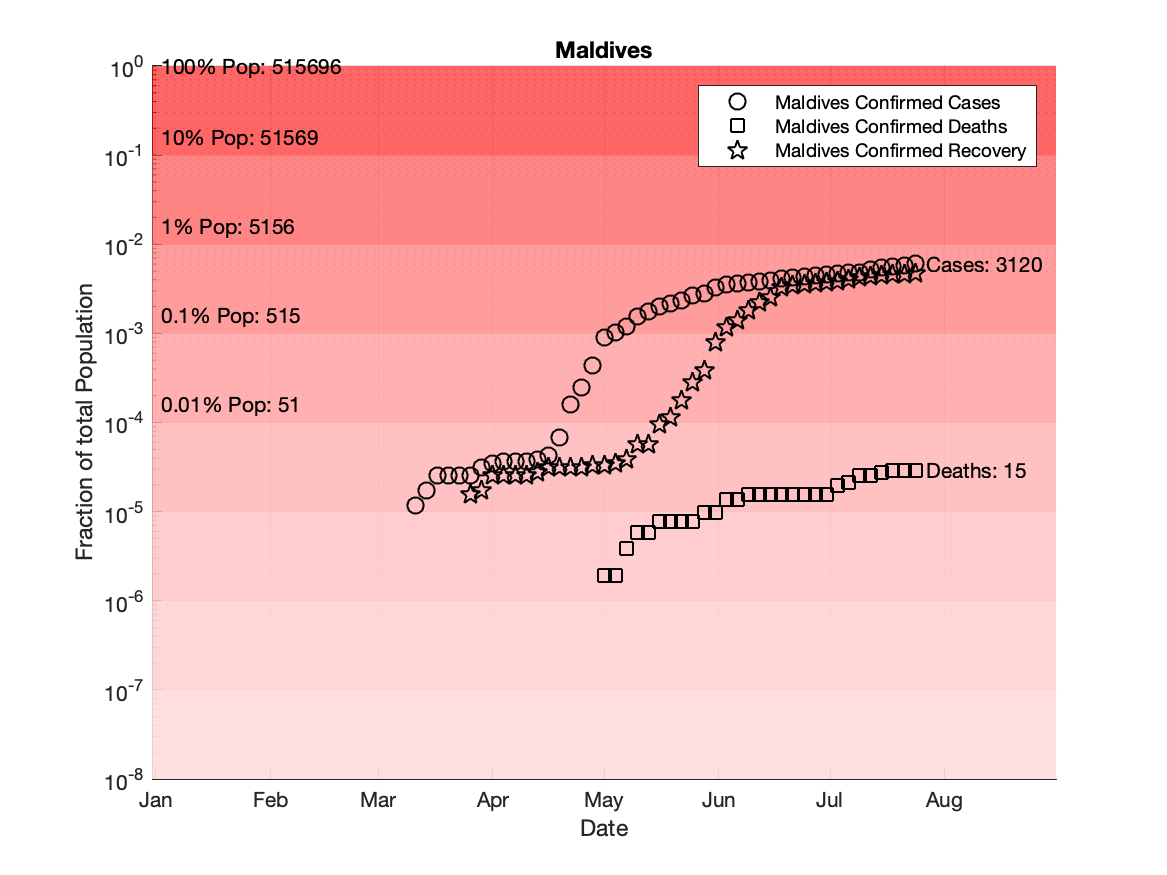 Maldives
10⁰
10⁻¹
10⁻²
10⁻³
10⁻⁴
10⁻⁵
10⁻⁶
10⁻⁷
10⁻⁸
Fraction of total Population
100% Pop: 515696
10% Pop: 51569
1% Pop: 5156
0.1% Pop: 515
0.01% Pop: 51
Maldives Confirmed Cases
Maldives Confirmed Deaths
Maldives Confirmed Recovery
Cases: 3120
Deaths: 15
Jan Feb Mar Apr May Jun Jul Aug
Date